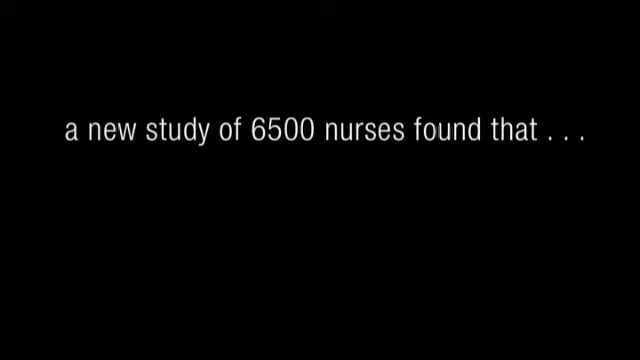 a new study of 6500 nurses found that . . .